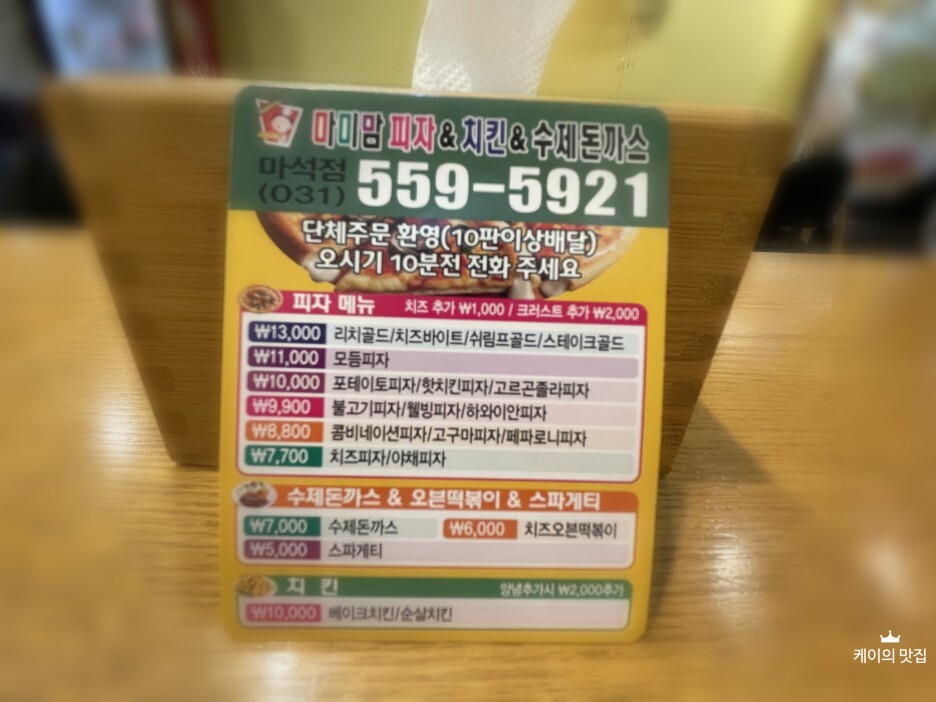 마미맘 피자&치킨&수제돈까스
마석점
(031) 559-5921
단체주문 환영(10판이상배달)
오시기 10분전 전화 주세요
피자 메뉴 치즈 추가 ₩1,000 / 크러스트 추가 ₩2,000
₩13,000 리치골드/치즈바이트/쉬림프골드/스테이크골드
₩11,000 모듬피자
₩10,000 포테이토피자/핫치킨피자/고르곤졸라피자
₩9,900 불고기피자/웰빙피자/하와이안피자
₩8,800 콤비네이션피자/고구마피자/페파로니피자
₩7,700 치즈피자/야채피자
수제돈까스 & 오븐떡볶이 & 스파게티
₩7,000 수제돈까스 ₩6,000 치즈오븐떡볶이
₩5,000 스파게티
치 킨 양념추가시 ₩2,000추가
₩10,000 베이크치킨/순살치킨
케이의 맛집